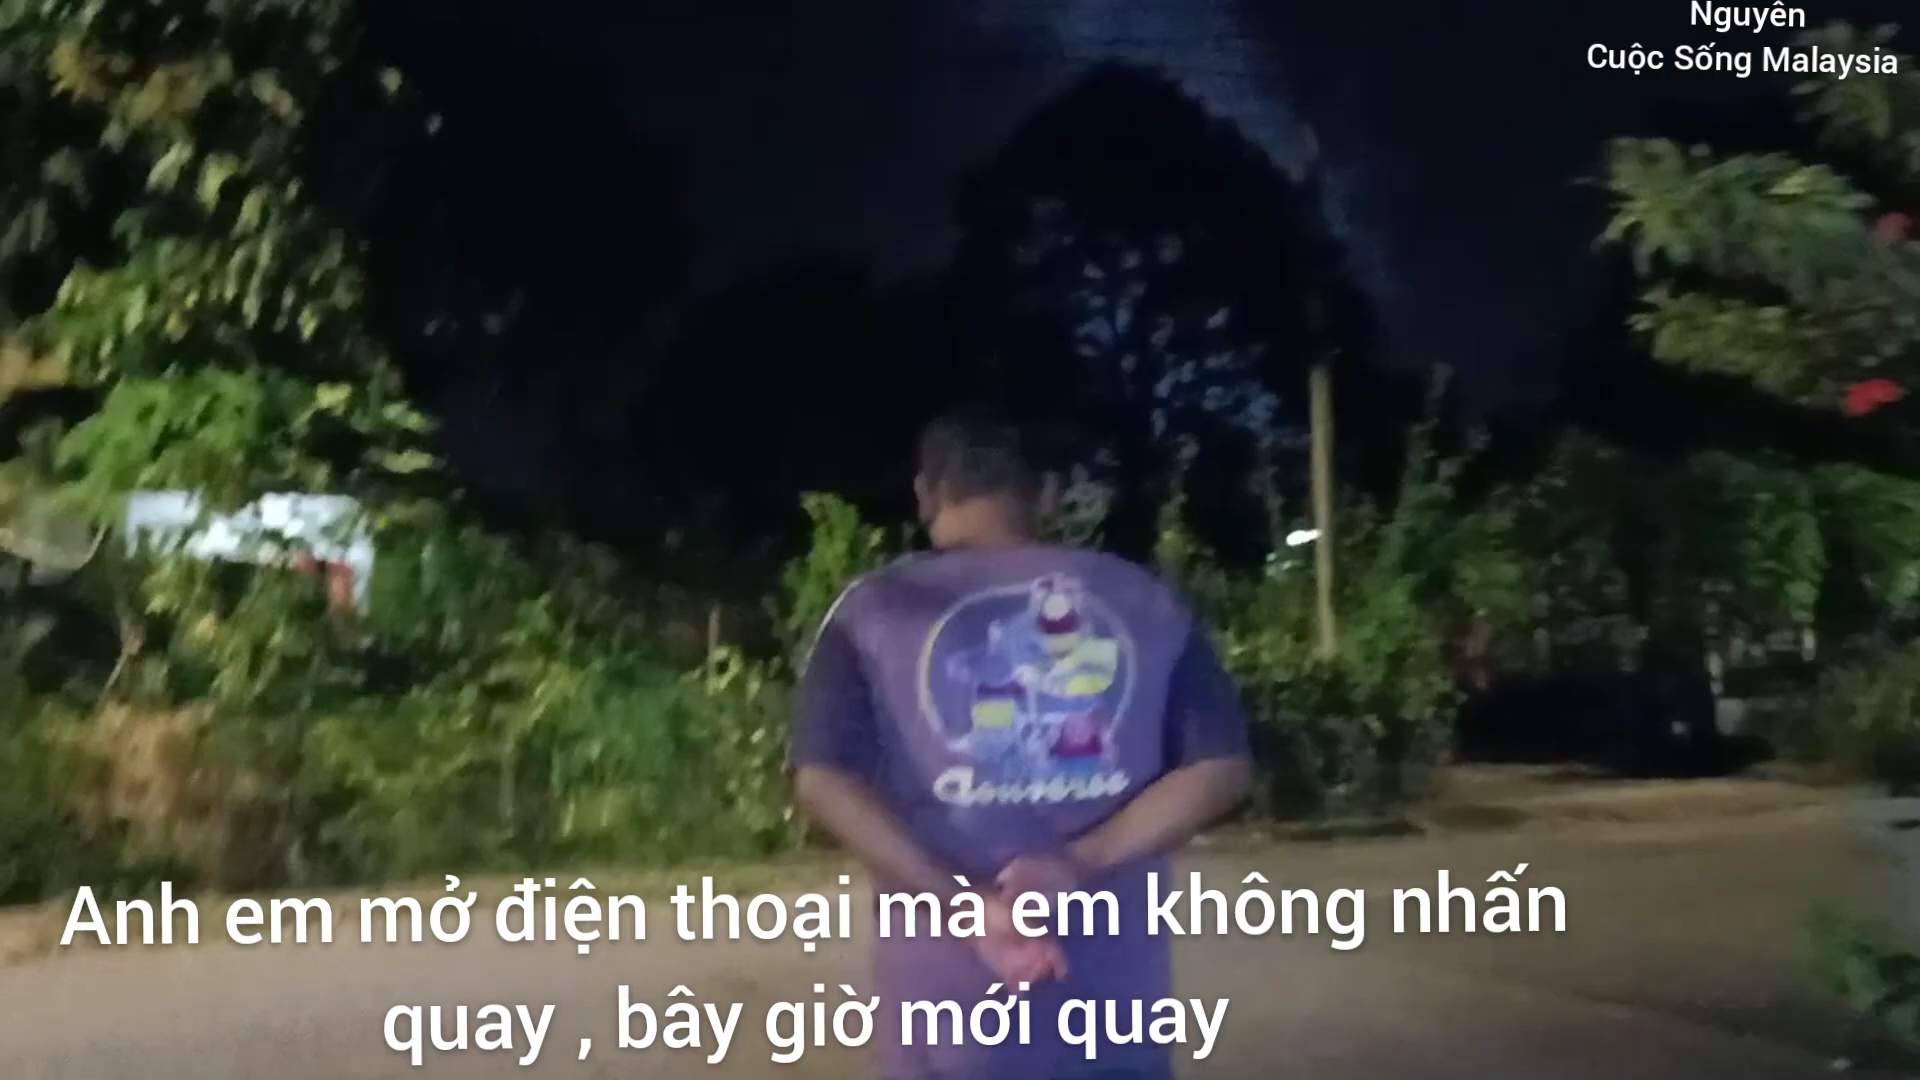 Nguyên
Cuộc Sống Malaysia
Anh em mở điện thoại mà em không nhấn
quay , bây giờ mới quay